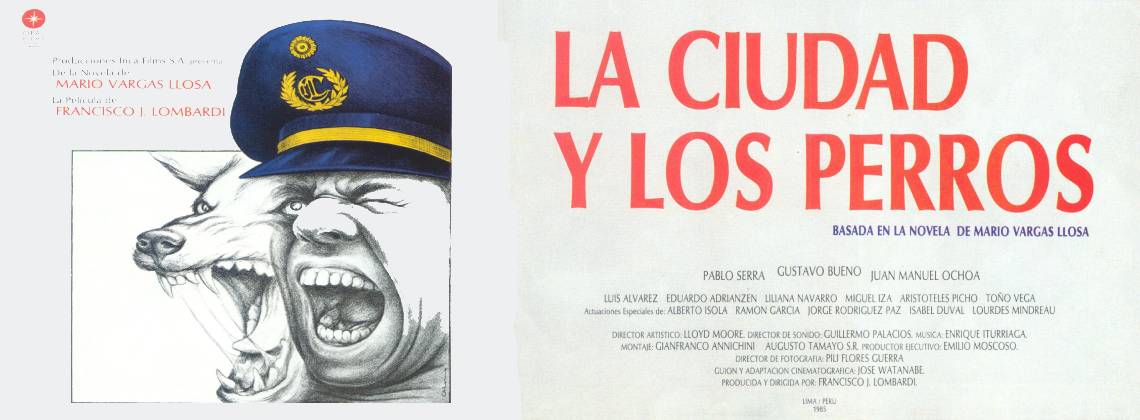 Producciones Inca Films S.A. presenta
De la Novela de
MARIO VARGAS LLOSA
La Película de
FRANCISCO J. LOMBARDI
LA CIUDAD
Y LOS PERROS
BASADA EN LA NOVELA DE MARIO VARGAS LLOSA
PABLO SERRA GUSTAVO BUENO JUAN MANUEL OCHOA
LUIS ALVAREZ EDUARDO ADRIANZEN LILIANA NAVARRO MIGUEL IZA ARISTOTELES PICHO TOÑO VEGA
Actuaciones Especiales de: ALBERTO ISOLA RAMON GARCIA JORGE RODRIGUEZ PAZ ISABEL DUVAL LOURDES MINDREAU
DIRECTOR ARTISTICO: LLOYD MOORE. DIRECTOR DE SONIDO: GUILLERMO PALACIOS. MUSICA: ENRIQUE ITURRIAGA.
MONTAJE: GIANFRANCO ANNICHINI AUGUSTO TAMAYO S.R. PRODUCTOR EJECUTIVO: EMILIO MOSCOSO.
DIRECTOR DE FOTOGRAFIA: PILI FLORES GUERRA
GUION Y ADAPTACION CINEMATOGRAFICA: JOSE WATANABE.
PRODUCIDA Y DIRIGIDA POR: FRANCISCO J. LOMBARDI.
LIMA / PERU
1985